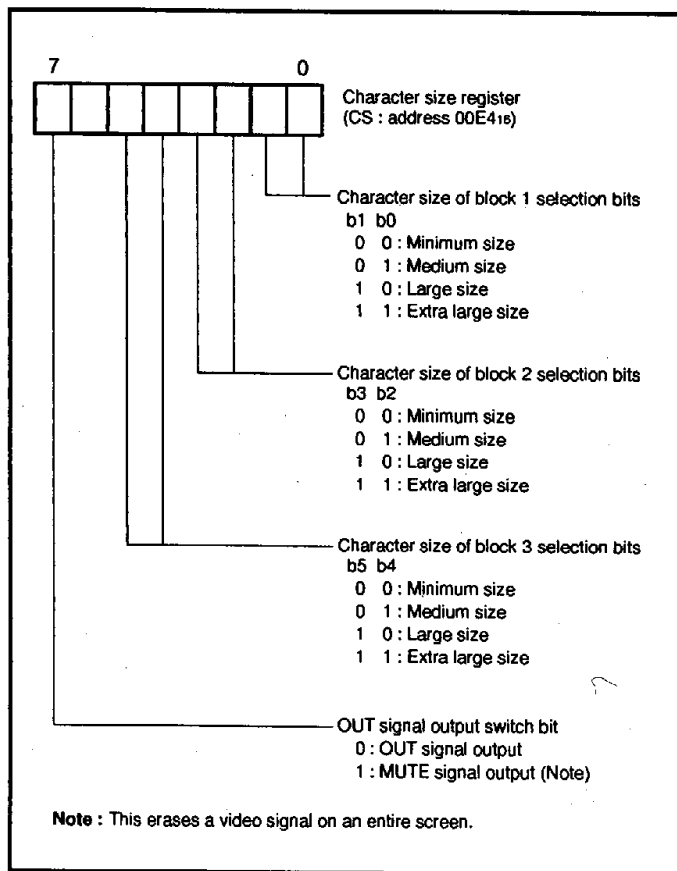 7 0
Character size register
(CS : address 00E4₁₆)
Character size of block 1 selection bits
b1 b0
0 0 : Minimum size
0 1 : Medium size
1 0 : Large size
1 1 : Extra large size
Character size of block 2 selection bits
b3 b2
0 0 : Minimum size
0 1 : Medium size
1 0 : Large size
1 1 : Extra large size
Character size of block 3 selection bits
b5 b4
0 0 : Minimum size
0 1 : Medium size
1 0 : Large size
1 1 : Extra large size
OUT signal output switch bit
0 : OUT signal output
1 : MUTE signal output (Note)
Note : This erases a video signal on an entire screen.